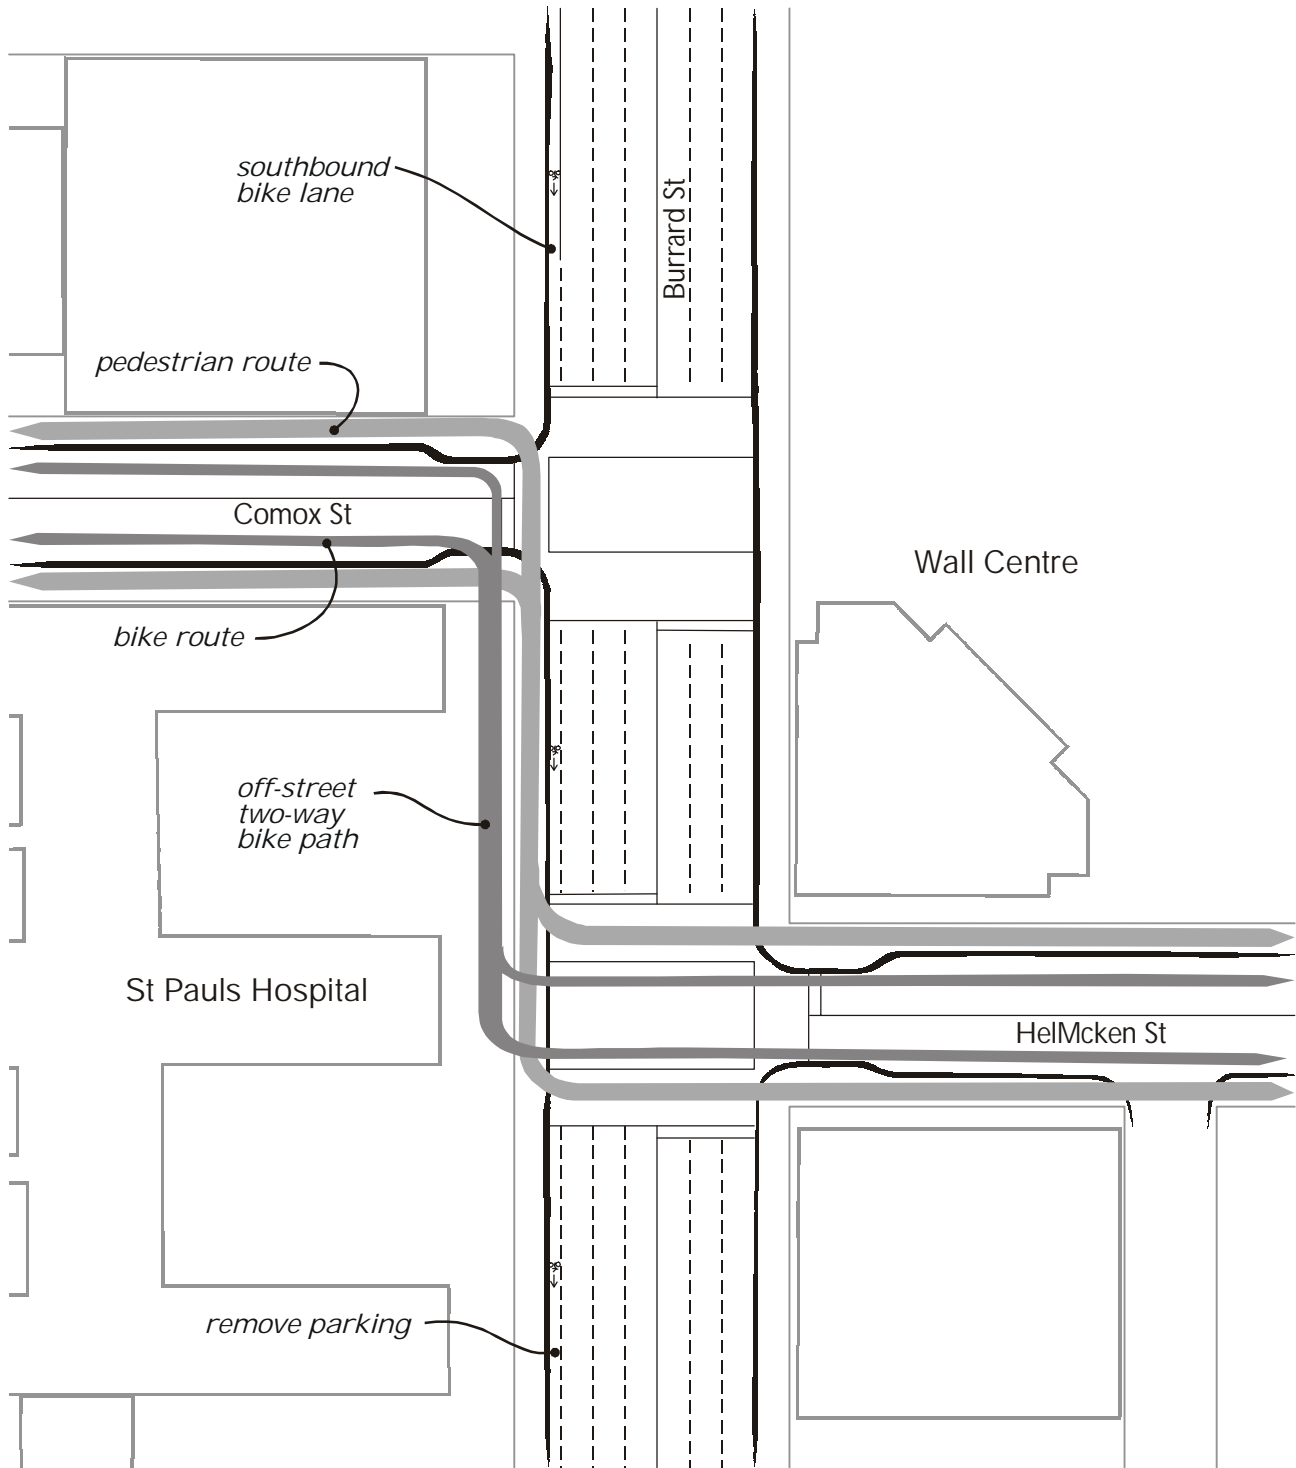 southbound
bike lane
Burrard St
pedestrian route
Comox St
Wall Centre
bike route
off-street
two-way
bike path
St Pauls Hospital
HelMcken St
remove parking